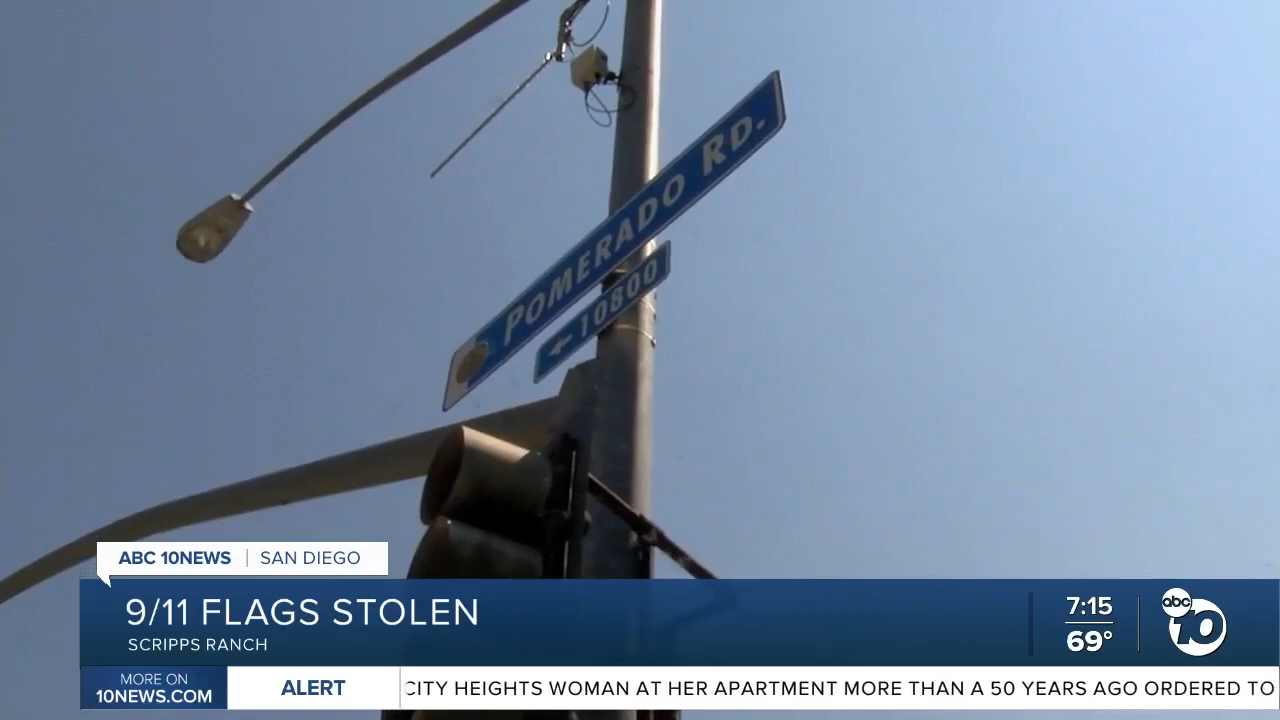 POMERADO RD.
← 10800
ABC 10NEWS | SAN DIEGO
9/11 FLAGS STOLEN
SCRIPPS RANCH
7:15
69°
abc
10
MORE ON
10NEWS.COM
ALERT
CITY HEIGHTS WOMAN AT HER APARTMENT MORE THAN A 50 YEARS AGO ORDERED TO